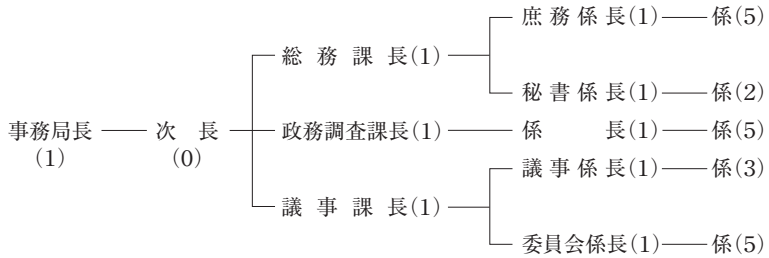 庶務係長(1) 係(5)
総務課長(1)
秘書係長(1) 係(2)
事務局長 次長 政務調査課長(1) 係長(1) 係(5)
(1) (0)
議事係長(1) 係(3)
議事課長(1)
委員会係長(1) 係(5)